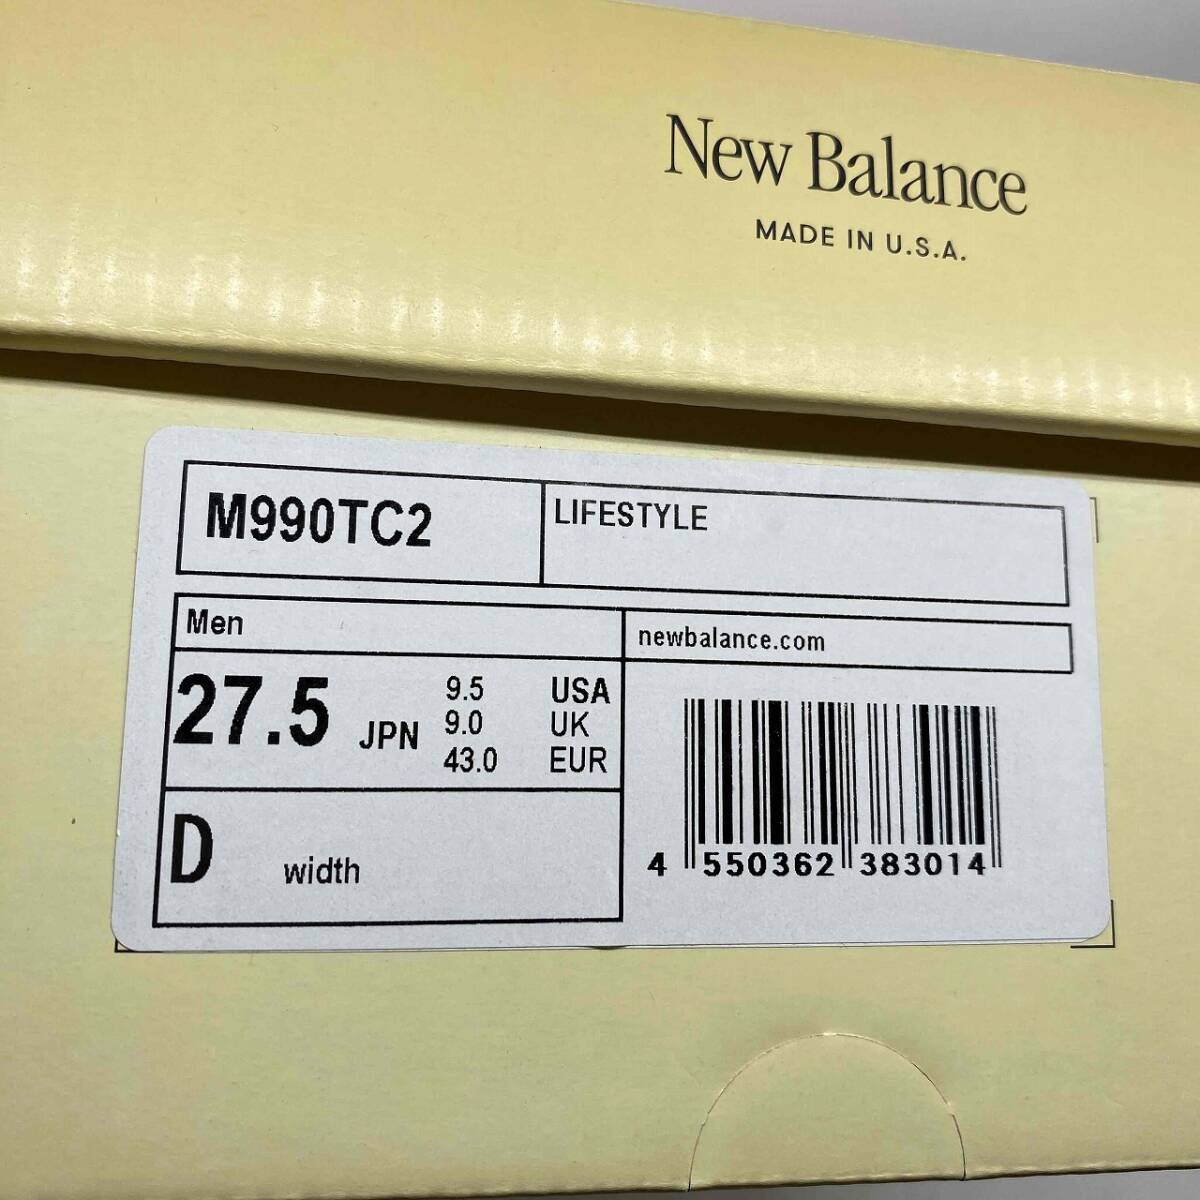 New Balance
MADE IN U.S.A.
M990TC2
LIFESTYLE
Men
newbalance.com
27.5 JPN
9.5 USA
9.0 UK
43.0 EUR
D width
4 550362 383014